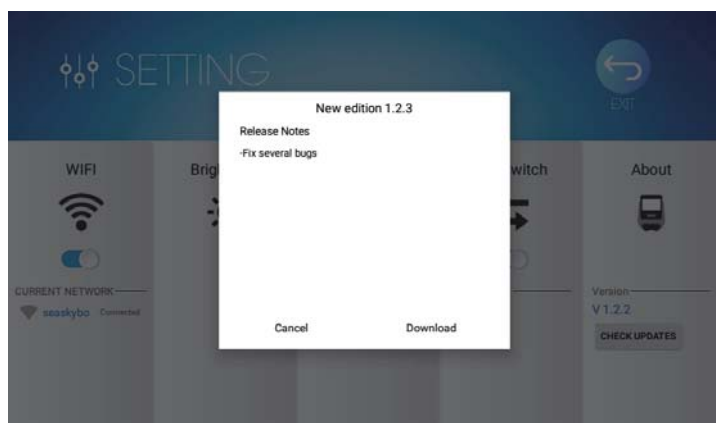 SETTING
EXIT
New edition 1.2.3
Release Notes
-Fix several bugs
Cancel
Download
WIFI
Brig
witch
About
CURRENT NETWORK
seaskybo Connected
Version
V 1.2.2
CHECK UPDATES